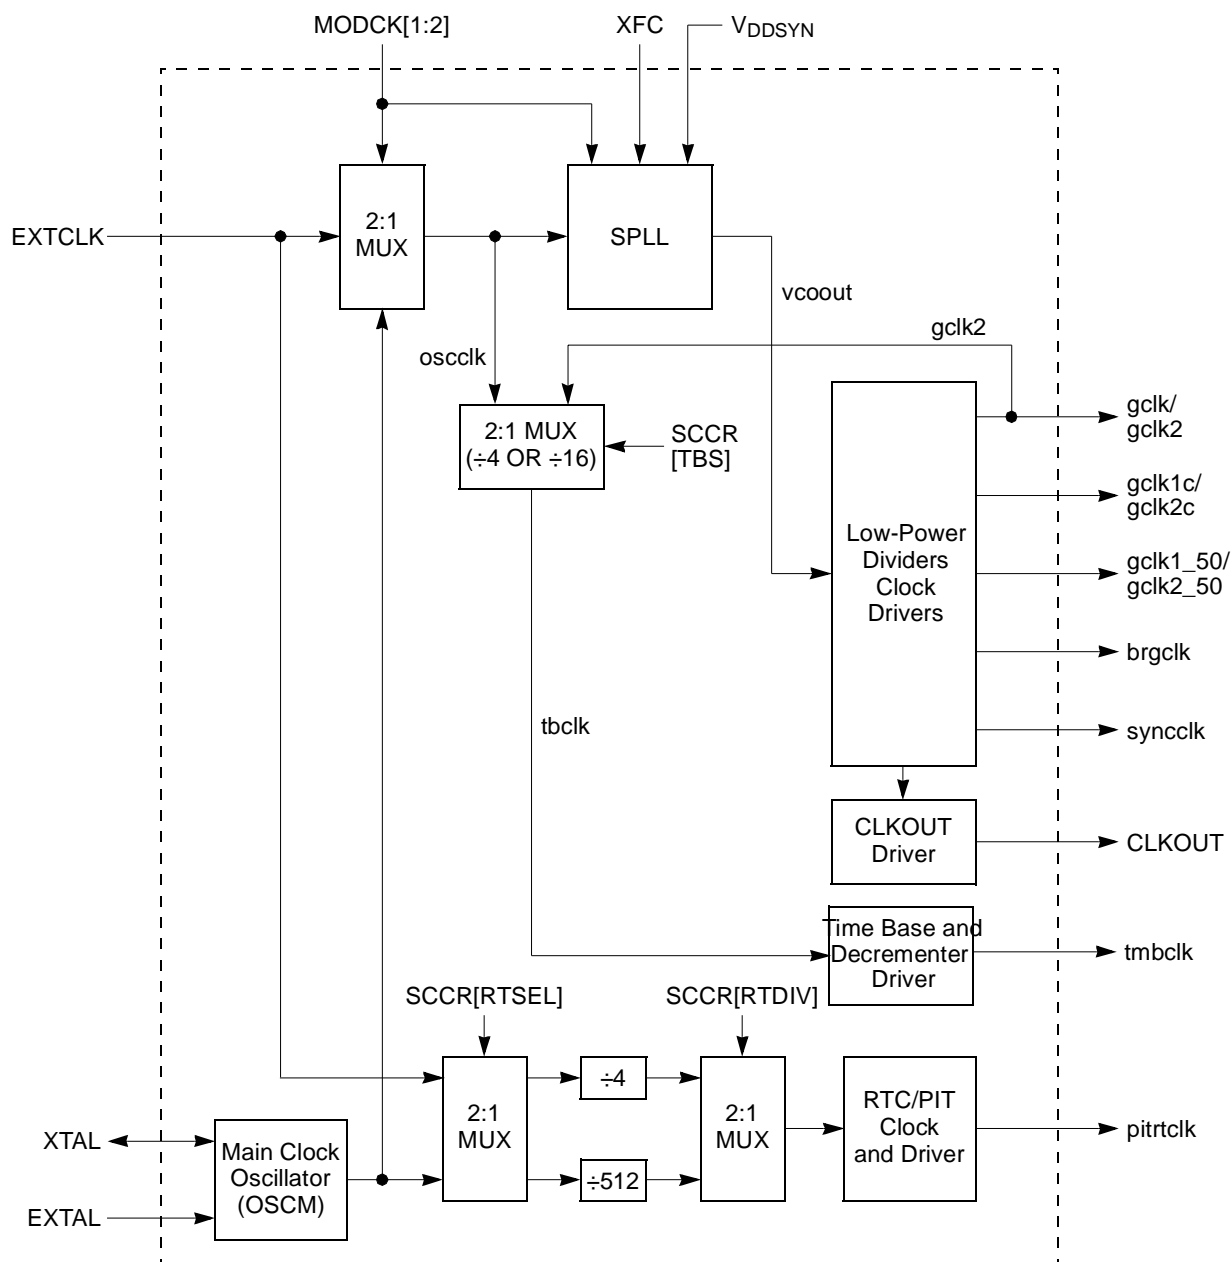 MODCK[1:2]
XFC
VDDSYN
EXTCLK
2:1
MUX
SPLL
vcoout
gclk2
oscclk
2:1 MUX
(÷4 OR ÷16)
SCCR
[TBS]
gclk/
gclk2
gclk1c/
gclk2c
Low-Power
Dividers
Clock
Drivers
gclk1_50/
gclk2_50
brgclk
syncclk
tbclk
CLKOUT
Driver
CLKOUT
Time Base and
Decrementer
Driver
tmbclk
SCCR[RTSEL]
SCCR[RTDIV]
2:1
MUX
÷4
÷512
2:1
MUX
RTC/PIT
Clock
and Driver
pitrtclk
XTAL
EXTAL
Main Clock
Oscillator
(OSCM)